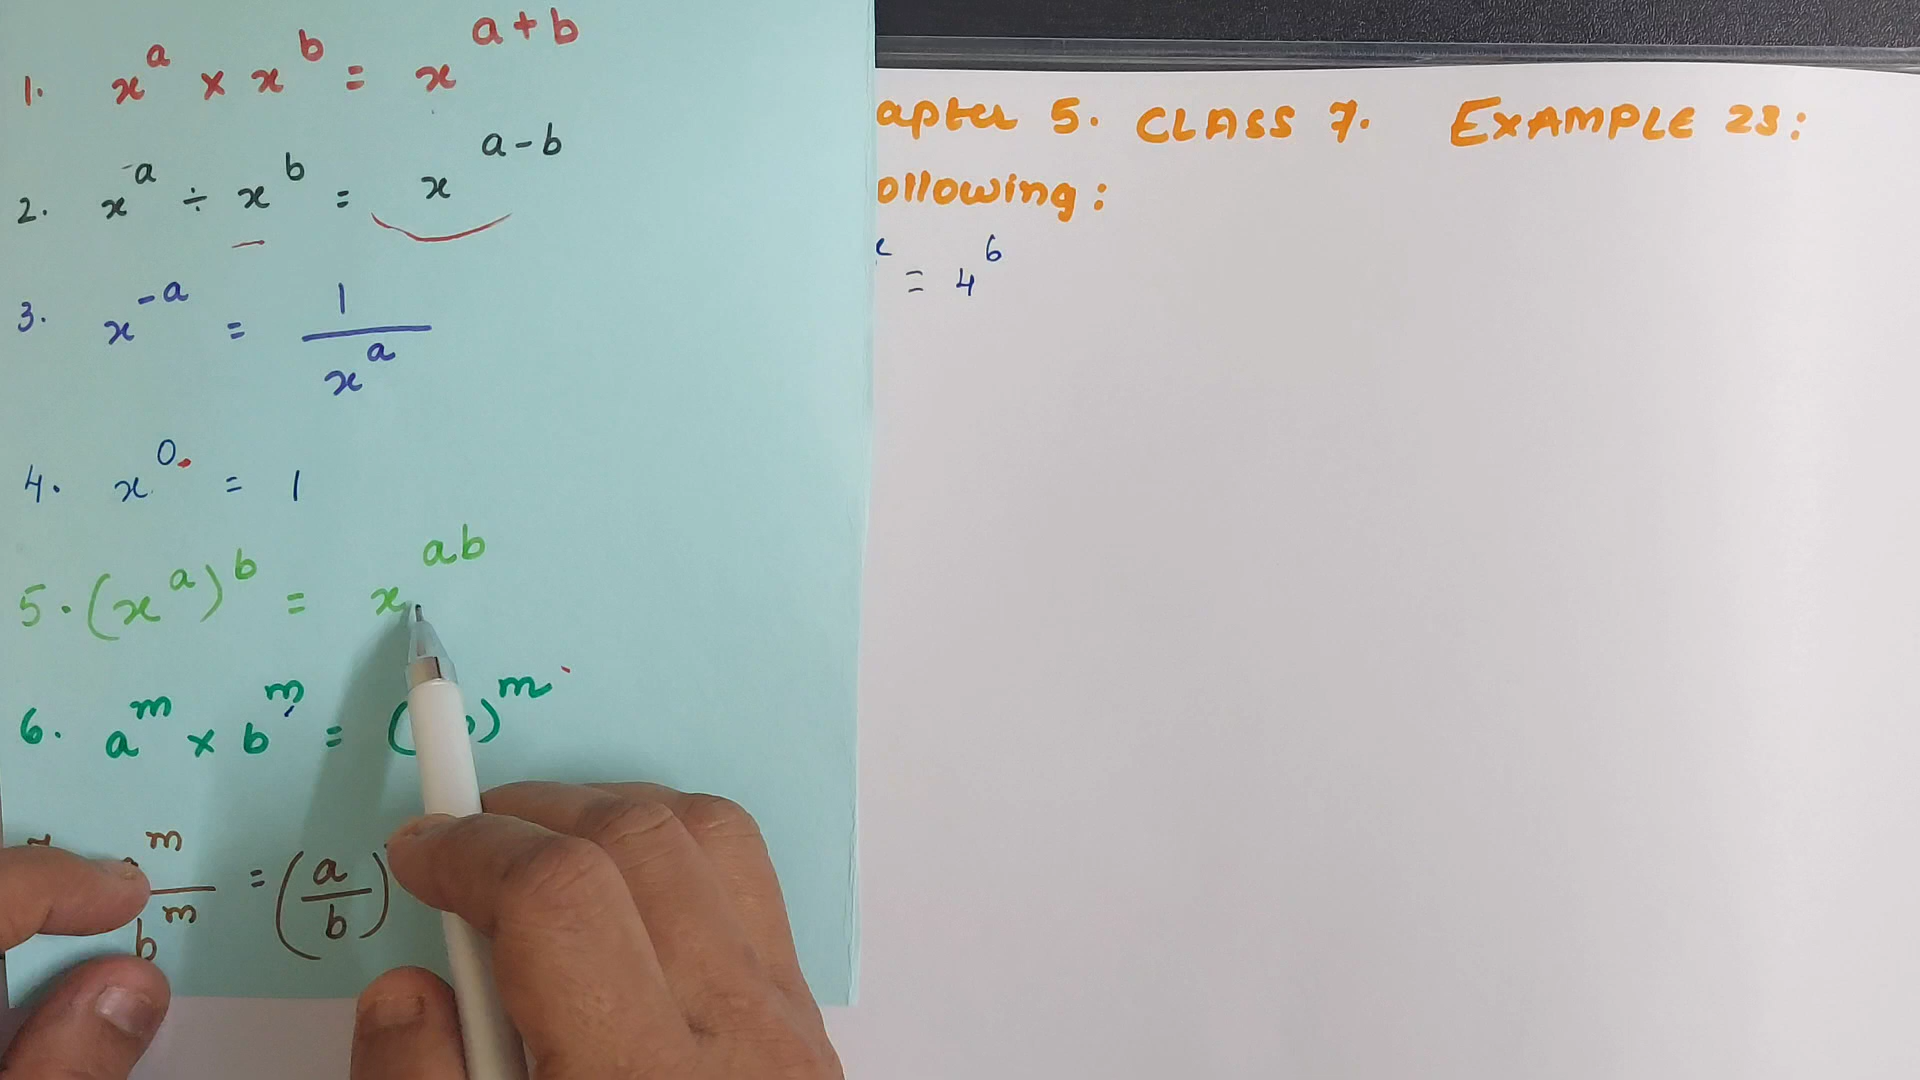 1. x^a × x^b = x^(a+b)
2. x^a ÷ x^b = x^(a-b)
3. x^-a = 1/x^a
4. x^0 = 1
5. (x^a)^b = x^ab
6. a^m × b^m = ( )^m
^m/b^m = (a/b)
apter 5. CLASS 7. EXAMPLE 23:
ollowing:
= 4^6